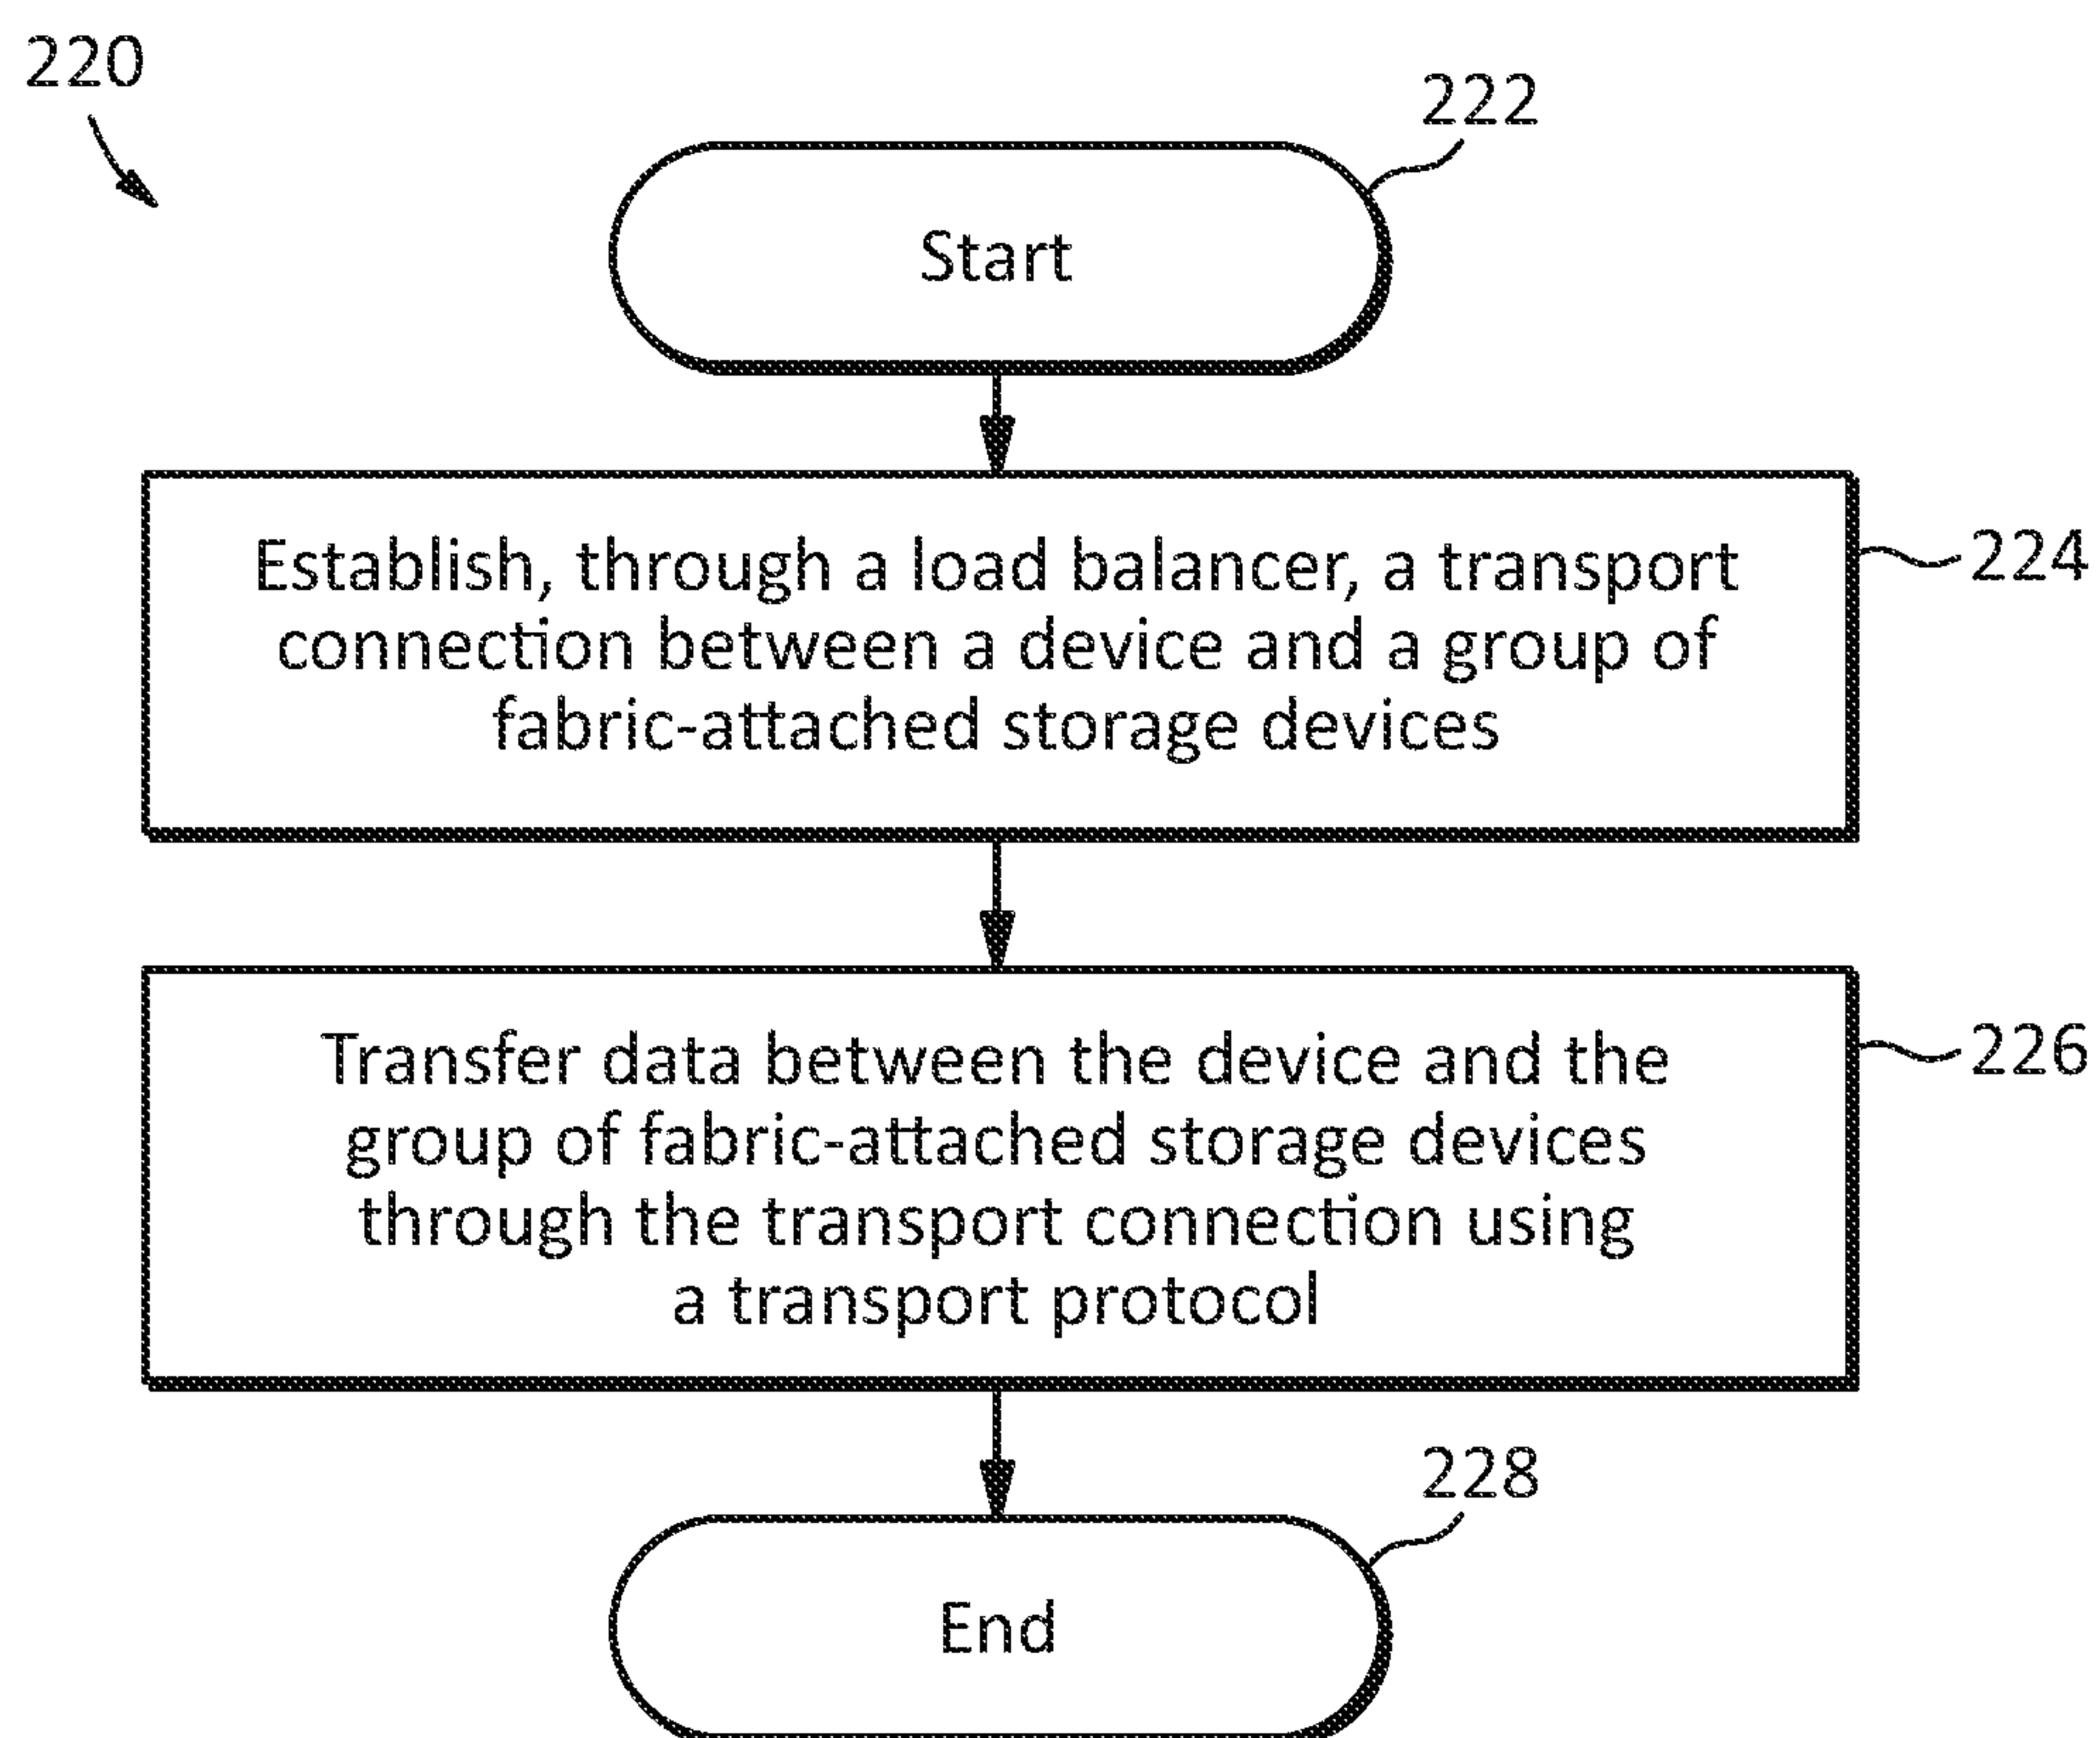 220
222
Start
Establish, through a load balancer, a transport
connection between a device and a group of
fabric-attached storage devices
224
Transfer data between the device and the
group of fabric-attached storage devices
through the transport connection using
a transport protocol
226
228
End